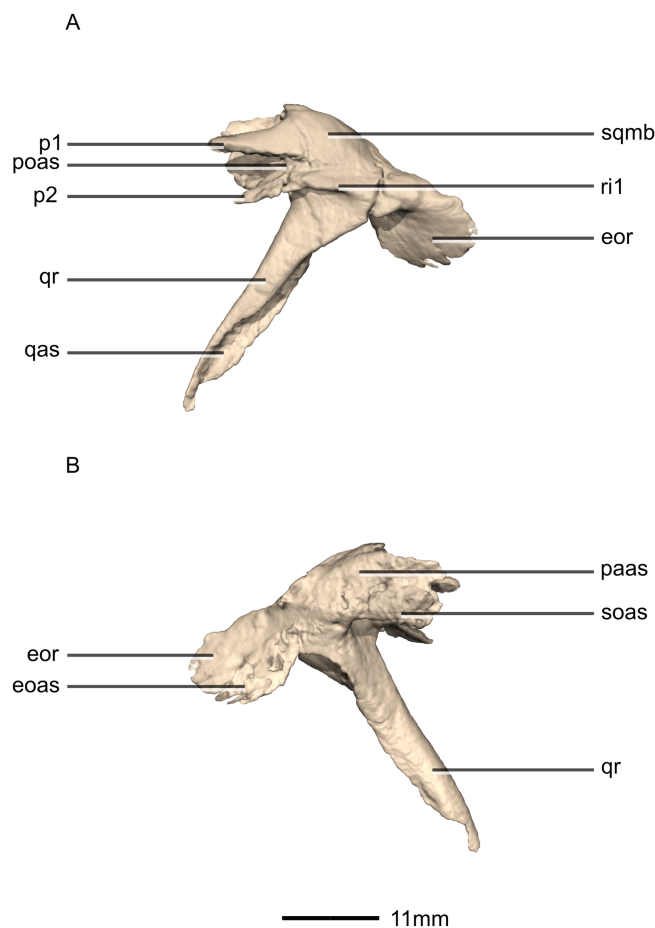 A
p1
poas
p2
qr
qas
sqmb
ri1
eor
B
eor
eoas
paas
soas
qr
11mm